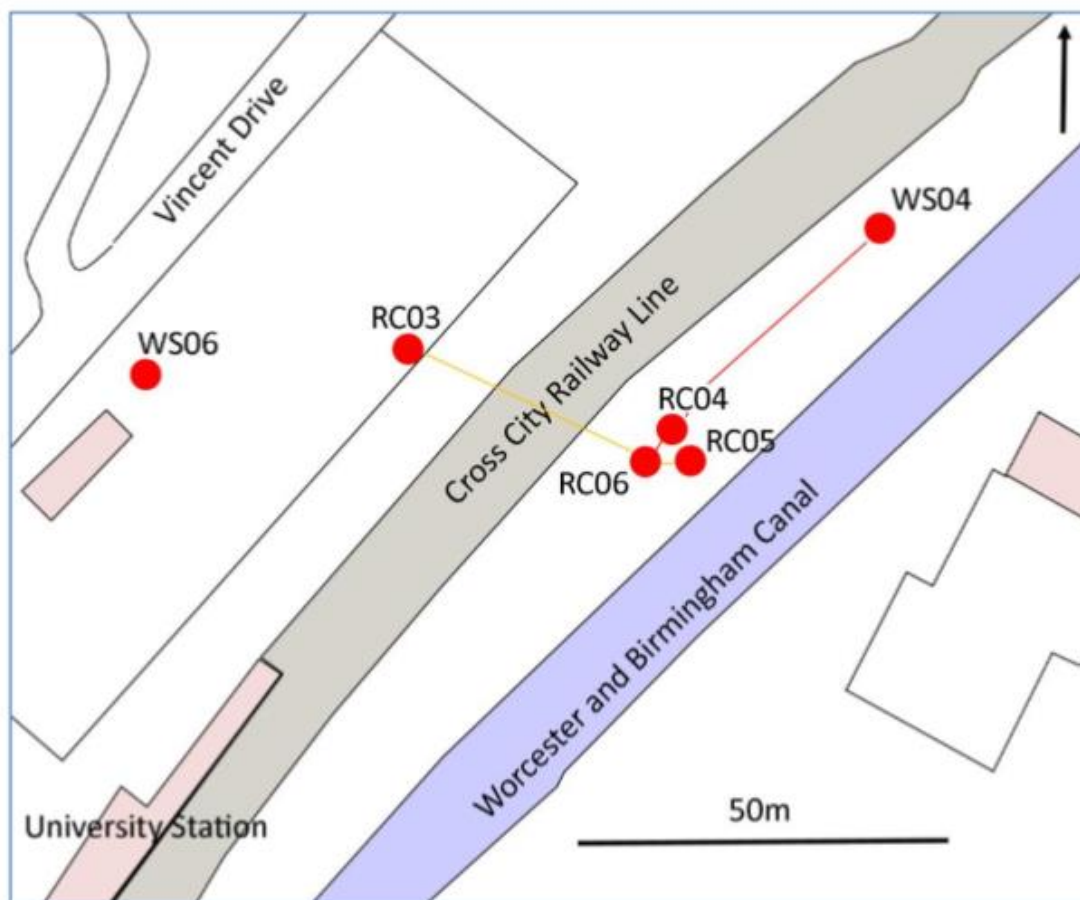 Vincent Drive
WS04
RC03
WS06
Cross City Railway Line
RC04
RC05
RC06
Worcester and Birmingham Canal
50m
University Station